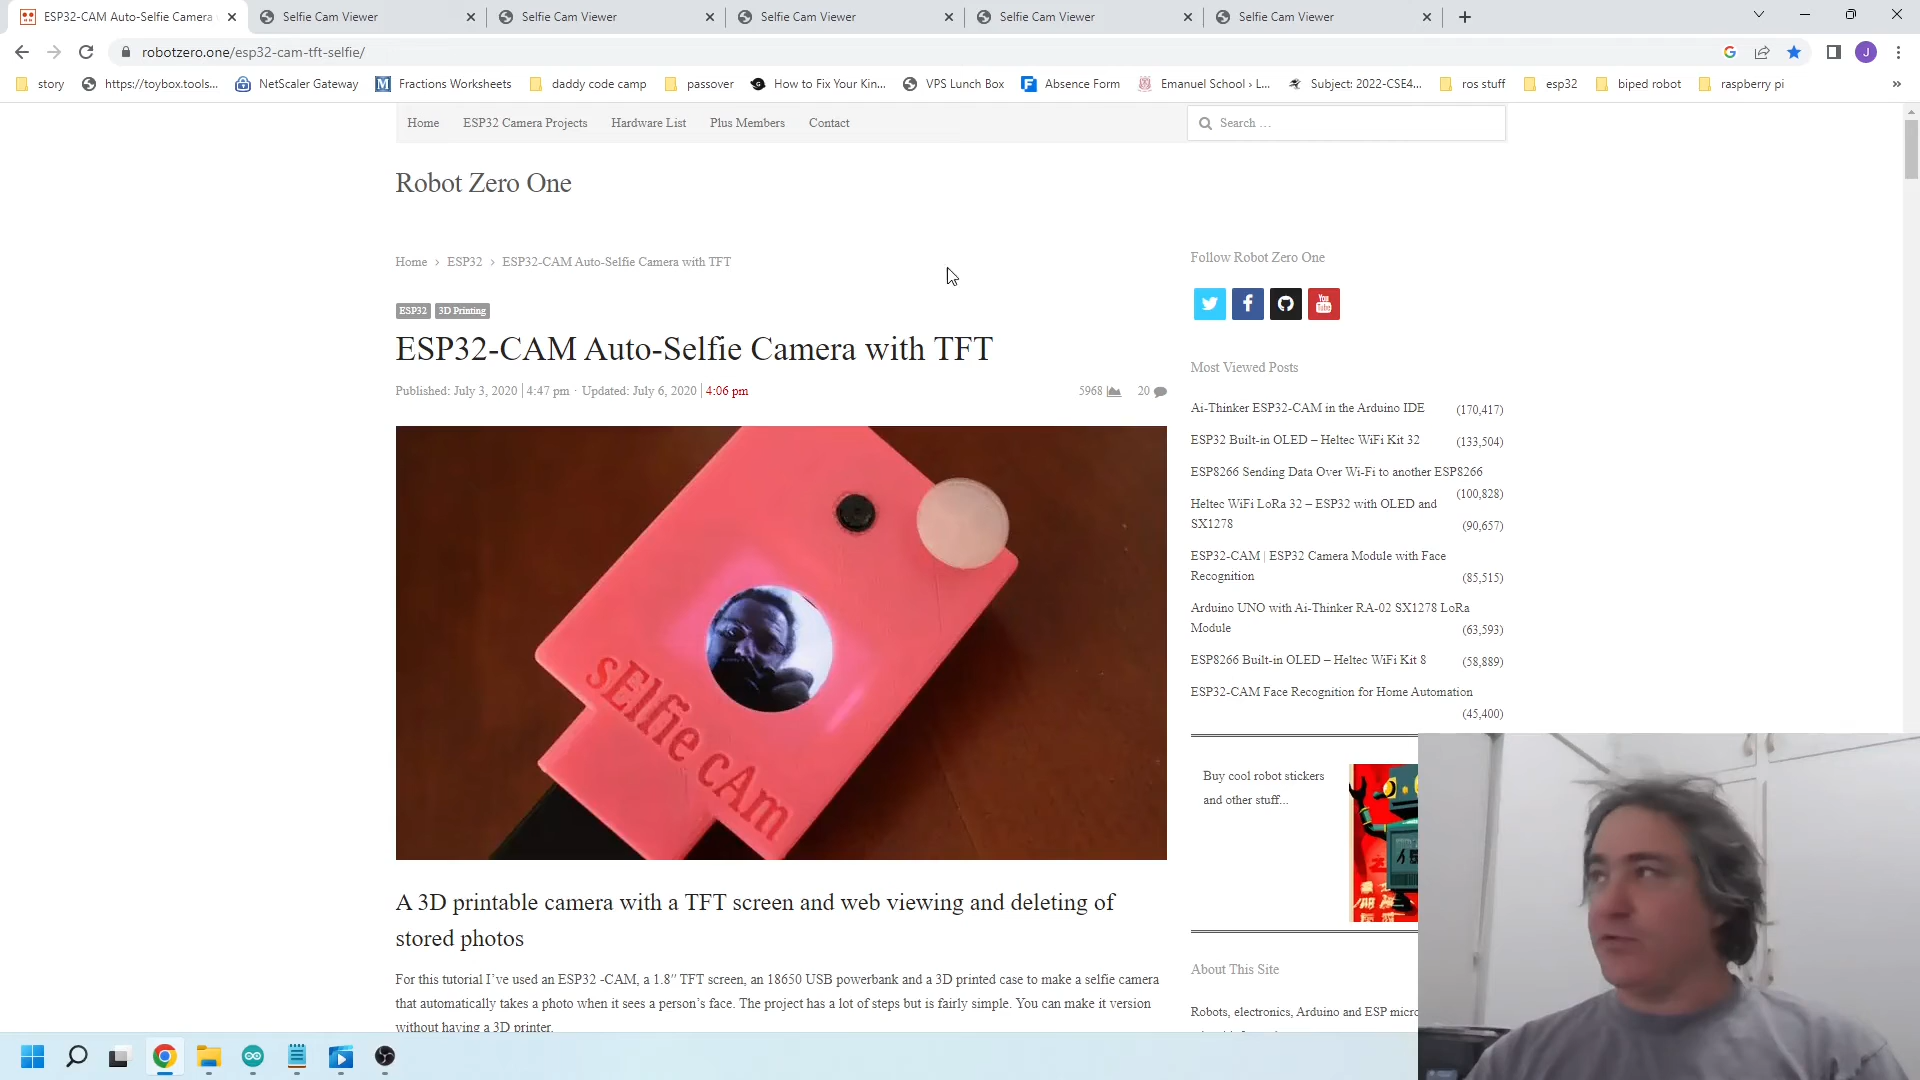 ESP32-CAM Auto-Selfie Camera
Selfie Cam Viewer
Selfie Cam Viewer
Selfie Cam Viewer
Selfie Cam Viewer
Selfie Cam Viewer
robotzero.one/esp32-cam-tft-selfie/
J
story
https://toybox.tools...
NetScaler Gateway
Fractions Worksheets
daddy code camp
passover
How to Fix Your Kin...
VPS Lunch Box
Absence Form
Emanuel School › L...
Subject: 2022-CSE4...
ros stuff
esp32
biped robot
raspberry pi
»
Home ESP32 Camera Projects Hardware List Plus Members Contact
Search …
Robot Zero One
Home › ESP32 › ESP32-CAM Auto-Selfie Camera with TFT
ESP32 3D Printing
ESP32-CAM Auto-Selfie Camera with TFT
Published: July 3, 2020 | 4:47 pm · Updated: July 6, 2020 | 4:06 pm
5968 20
sElfie cAm
A 3D printable camera with a TFT screen and web viewing and deleting of
stored photos
For this tutorial I've used an ESP32 -CAM, a 1.8″ TFT screen, an 18650 USB powerbank and a 3D printed case to make a selfie camera
that automatically takes a photo when it sees a person's face. The project has a lot of steps but is fairly simple. You can make it version
without having a 3D printer.
Follow Robot Zero One
You
Tube
Most Viewed Posts
Ai-Thinker ESP32-CAM in the Arduino IDE (170,417)
ESP32 Built-in OLED – Heltec WiFi Kit 32 (133,504)
ESP8266 Sending Data Over Wi-Fi to another ESP8266
(100,828)
Heltec WiFi LoRa 32 – ESP32 with OLED and
SX1278 (90,657)
ESP32-CAM | ESP32 Camera Module with Face
Recognition (85,515)
Arduino UNO with Ai-Thinker RA-02 SX1278 LoRa
Module (63,593)
ESP8266 Built-in OLED – Heltec WiFi Kit 8 (58,889)
ESP32-CAM Face Recognition for Home Automation
(45,400)
Buy cool robot stickers
and other stuff...
About This Site
Robots, electronics, Arduino and ESP micro